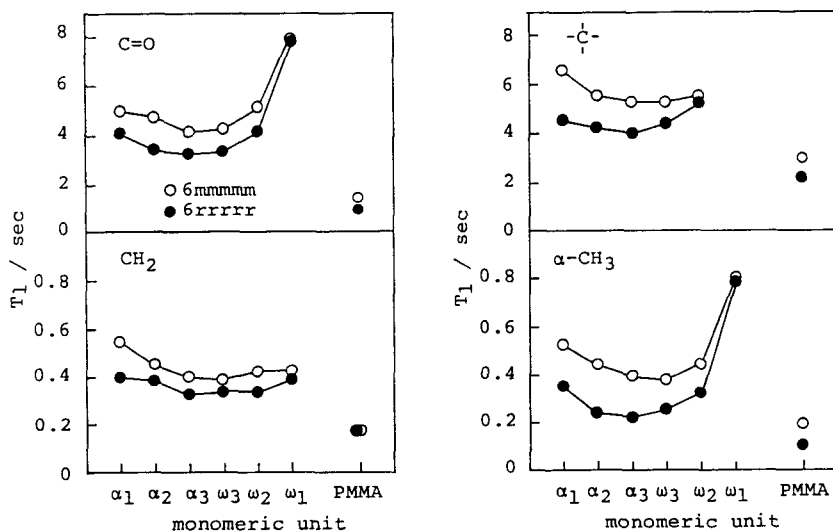 C=O
8
6
4
2
0
○ 6mmmmm
● 6rrrrr
CH₂
0.8
0.6
0.4
0.2
0
T₁ / sec
α₁ α₂ α₃ ω₃ ω₂ ω₁ PMMA
monomeric unit
-C-
8
6
4
2
0
α-CH₃
0.8
0.6
0.4
0.2
0
T₁ / sec
α₁ α₂ α₃ ω₃ ω₂ ω₁ PMMA
monomeric unit